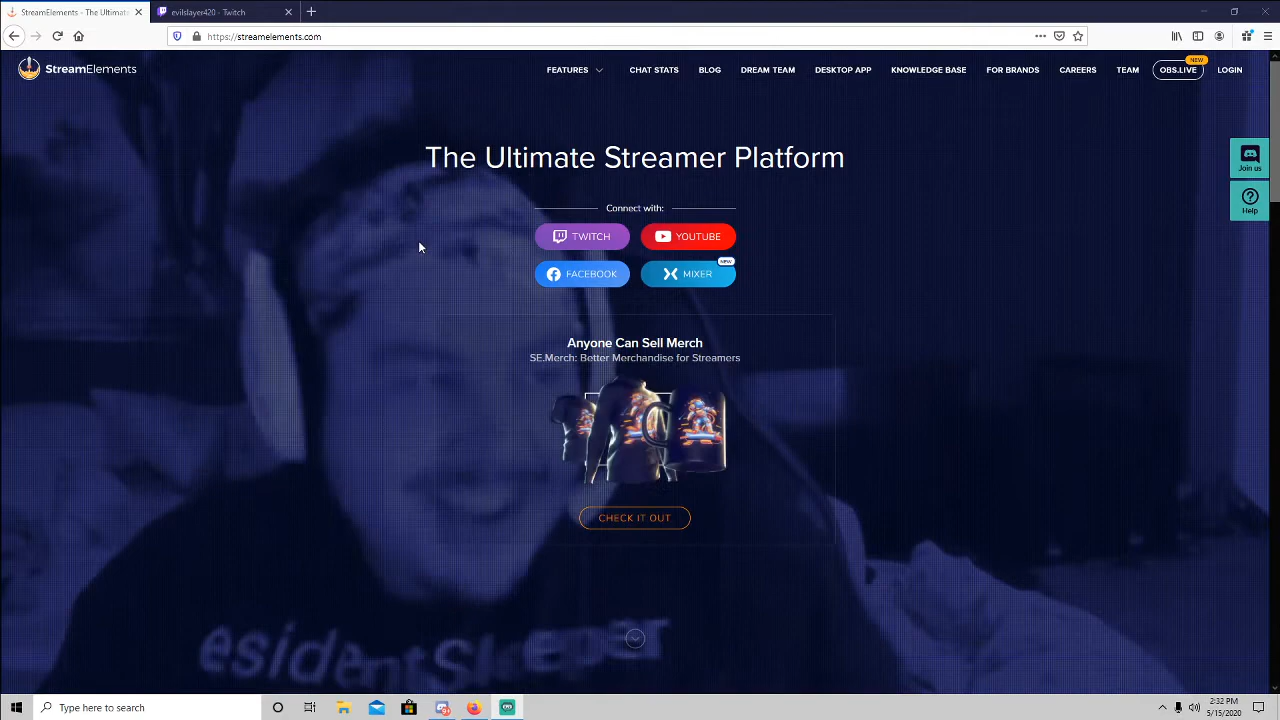 StreamElements - The Ultimate
evilslayer420 - Twitch
https://streamelements.com
StreamElements
FEATURES
CHAT STATS
BLOG
DREAM TEAM
DESKTOP APP
KNOWLEDGE BASE
FOR BRANDS
CAREERS
TEAM
NEW
OBS.LIVE
LOGIN
The Ultimate Streamer Platform
Join us
Help
Connect with:
TWITCH
YOUTUBE
NEW
FACEBOOK
MIXER
Anyone Can Sell Merch
SE.Merch: Better Merchandise for Streamers
CHECK IT OUT
esidentSleeper
Type here to search
2:32 PM
5/15/2020